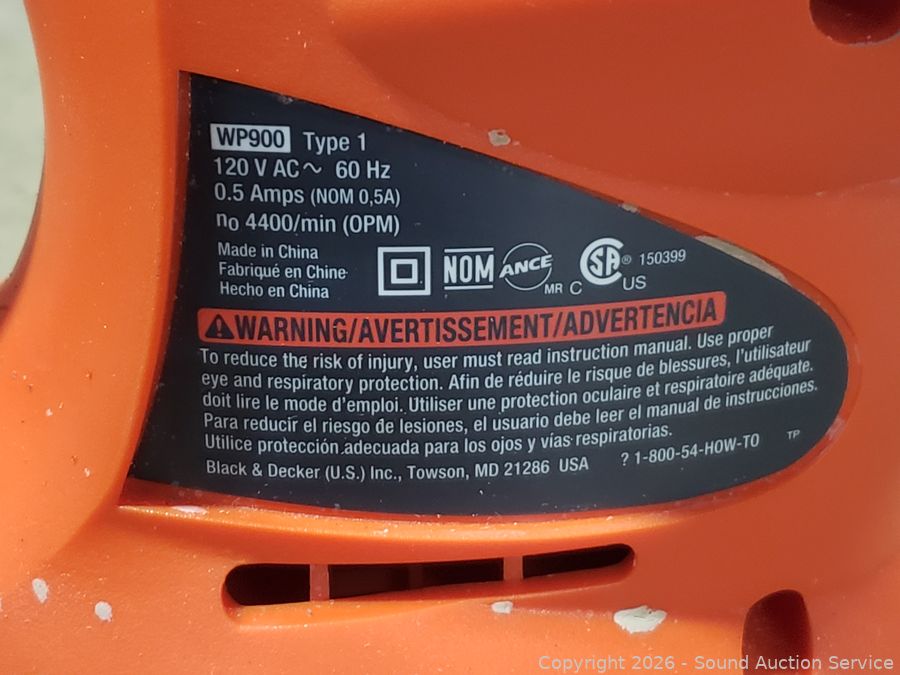 WP900 Type 1
120 V AC ~ 60 Hz
0.5 Amps (NOM 0,5A)
no 4400/min (OPM)
Made in China
Fabriqué en Chine
Hecho en China
NOM ANCE MR
C SA ® 150399
C US
WARNING/AVERTISSEMENT/ADVERTENCIA
To reduce the risk of injury, user must read instruction manual. Use proper
eye and respiratory protection. Afin de réduire le risque de blessures, l'utilisateur
doit lire le mode d'emploi. Utiliser une protection oculaire et respiratoire adéquate.
Para reducir el riesgo de lesiones, el usuario debe leer el manual de instrucciones.
Utilice protección adecuada para los ojos y vías respiratorias.
Black & Decker (U.S.) Inc., Towson, MD 21286 USA ? 1-800-54-HOW-TO TP
Copyright © 2026 - Sound Auction Service